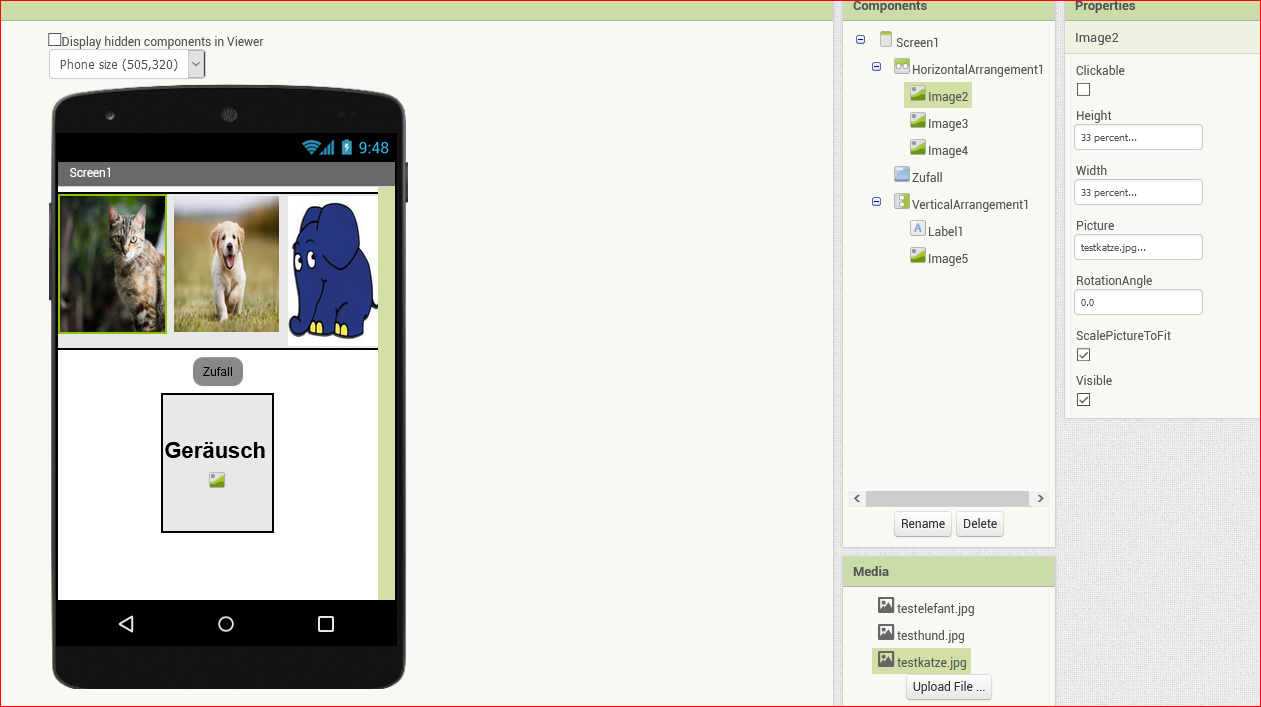 Components
Properties
Display hidden components in Viewer
Phone size (505,320)
9:48
Screen1
Zufall
Geräusch
Screen1
HorizontalArrangement1
Image2
Image3
Image4
Zufall
VerticalArrangement1
A Label1
Image5
Rename
Delete
Media
testelefant.jpg
testhund.jpg
testkatze.jpg
Upload File ...
Image2
Clickable
Height
33 percent...
Width
33 percent...
Picture
testkatze.jpg...
RotationAngle
0.0
ScalePictureToFit
Visible